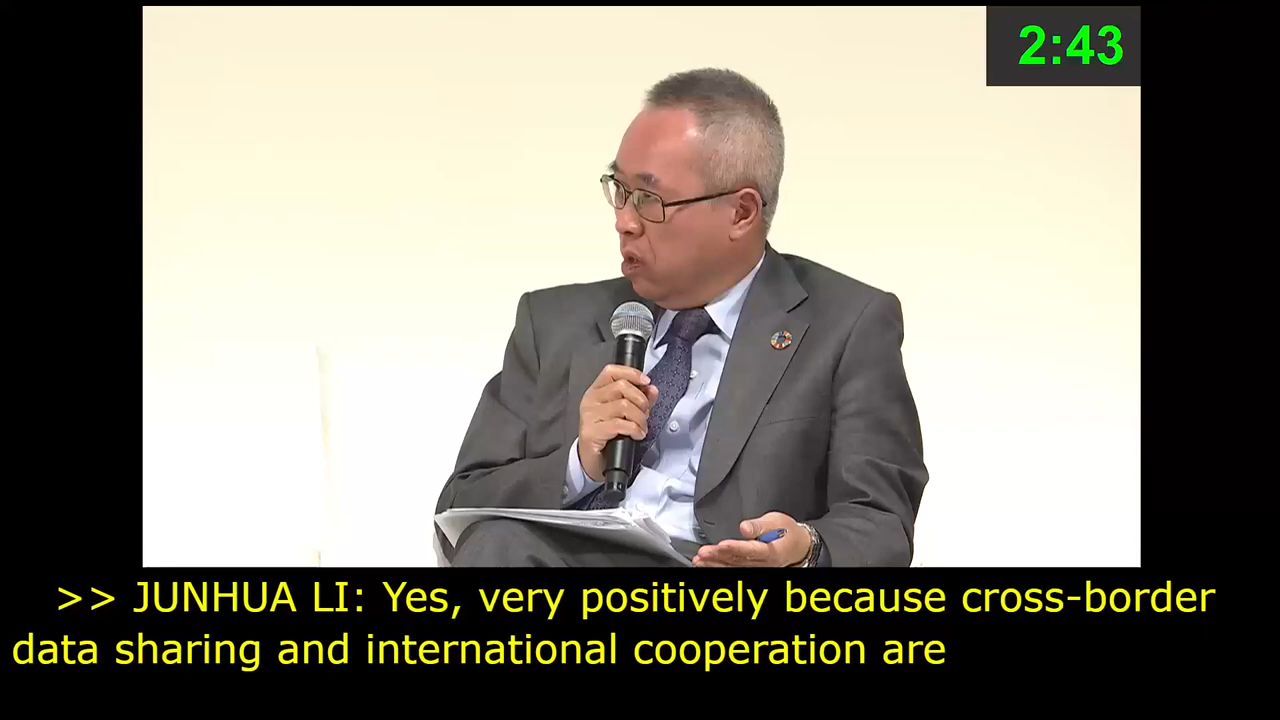 2:43
>> JUNHUA LI: Yes, very positively because cross-border
data sharing and international cooperation are